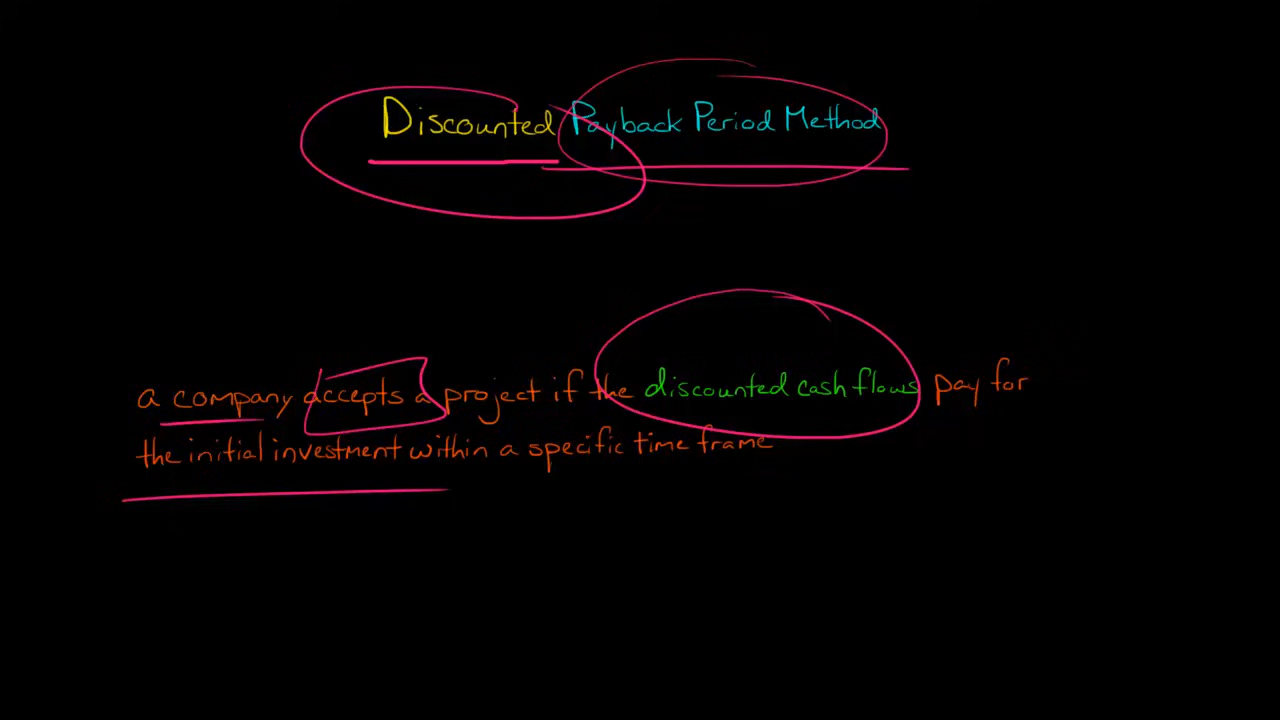 Discounted Payback Period Method
a company accepts a project if the discounted cash flows pay for
the initial investment within a specific time frame